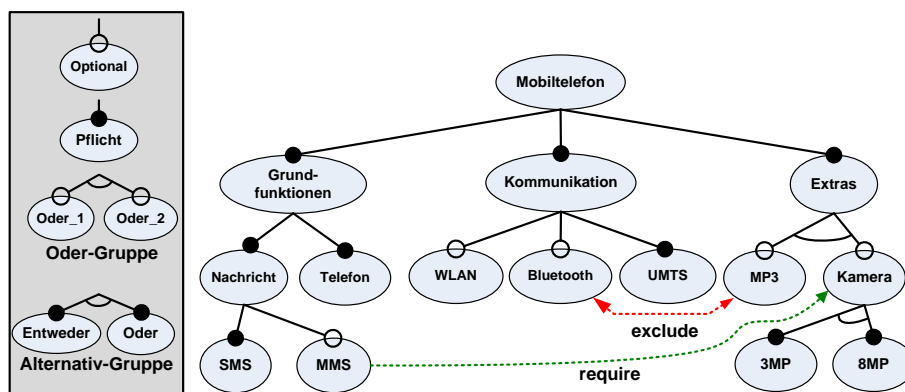 Optional
Pflicht
Oder_1
Oder_2
Oder-Gruppe
Entweder
Oder
Alternativ-Gruppe
Mobiltelefon
Grund-
funktionen
Kommunikation
Extras
Nachricht
Telefon
WLAN
Bluetooth
UMTS
MP3
Kamera
exclude
SMS
MMS
require
3MP
8MP